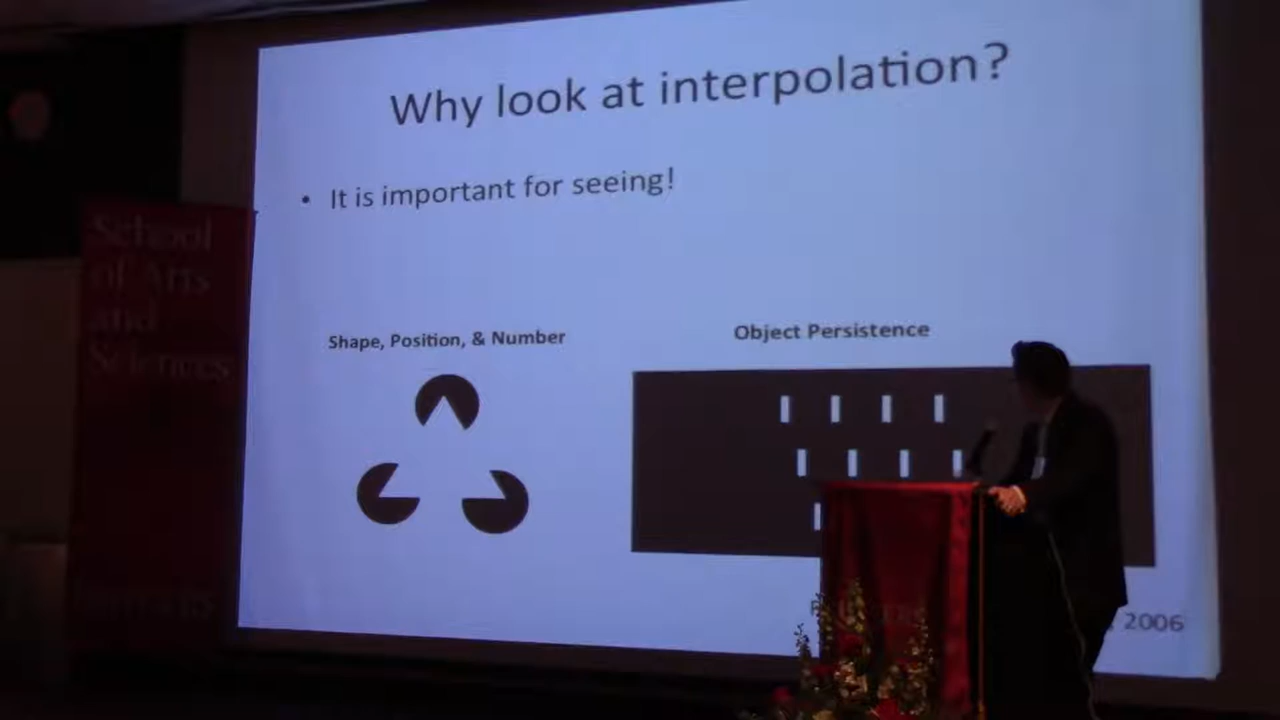 Why look at interpolation?
• It is important for seeing!
Shape, Position, & Number
Object Persistence
2006
School
of Arts
and
Sciences